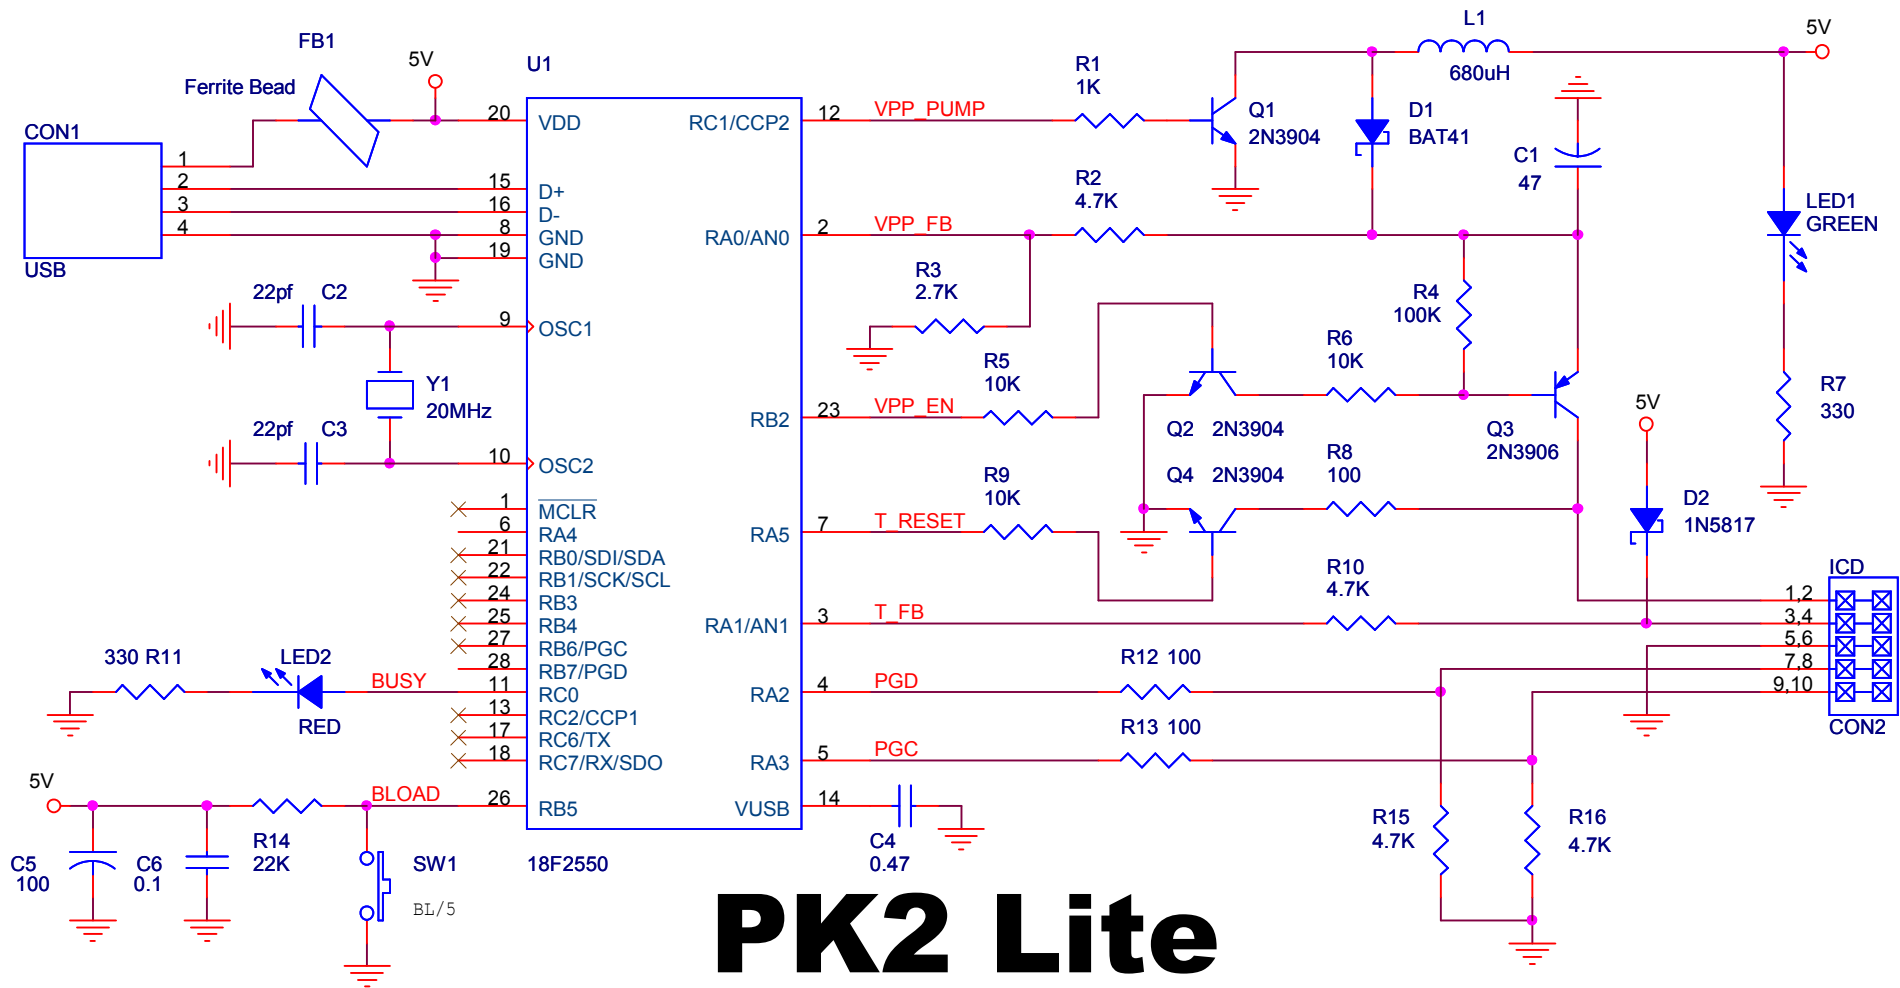 FB1
Ferrite Bead
5V
U1
CON1
1
2
3
4
USB
20 VDD
15 D+
16 D-
8 GND
19 GND
22pf C2
9 OSC1
Y1
20MHz
22pf C3
10 OSC2
1 MCLR
6 RA4
21 RB0/SDI/SDA
22 RB1/SCK/SCL
24 RB3
25 RB4
27 RB6/PGC
28 RB7/PGD
330 R11
LED2
RED
BUSY
11 RC0
13 RC2/CCP1
17 RC6/TX
18 RC7/RX/SDO
5V
BLOAD
26 RB5
R14
22K
C5
100
C6
0.1
SW1
BL/5
18F2550
RC1/CCP2 12 VPP_PUMP
R1
1K
Q1
2N3904
D1
BAT41
L1
680uH
5V
C1
47
LED1
GREEN
RA0/AN0 2 VPP_FB
R2
4.7K
R3
2.7K
R4
100K
R5
10K
R6
10K
R7
330
RB2 23 VPP_EN
Q2 2N3904
Q3
2N3906
5V
Q4 2N3904
R8
100
R9
10K
D2
1N5817
RA5 7 T_RESET
R10
4.7K
RA1/AN1 3 T_FB
ICD
1,2
3,4
5,6
7,8
9,10
CON2
RA2 4 PGD
R12 100
RA3 5 PGC
R13 100
VUSB 14
C4
0.47
R15
4.7K
R16
4.7K
PK2 Lite